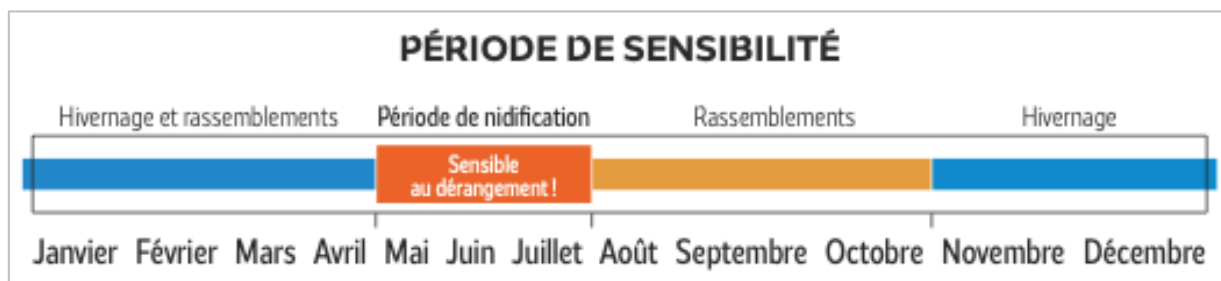 PÉRIODE DE SENSIBILITÉ
Hivernage et rassemblements Période de nidification Rassemblements Hivernage
Sensible
au dérangement !
Janvier Février Mars Avril Mai Juin Juillet Août Septembre Octobre Novembre Décembre